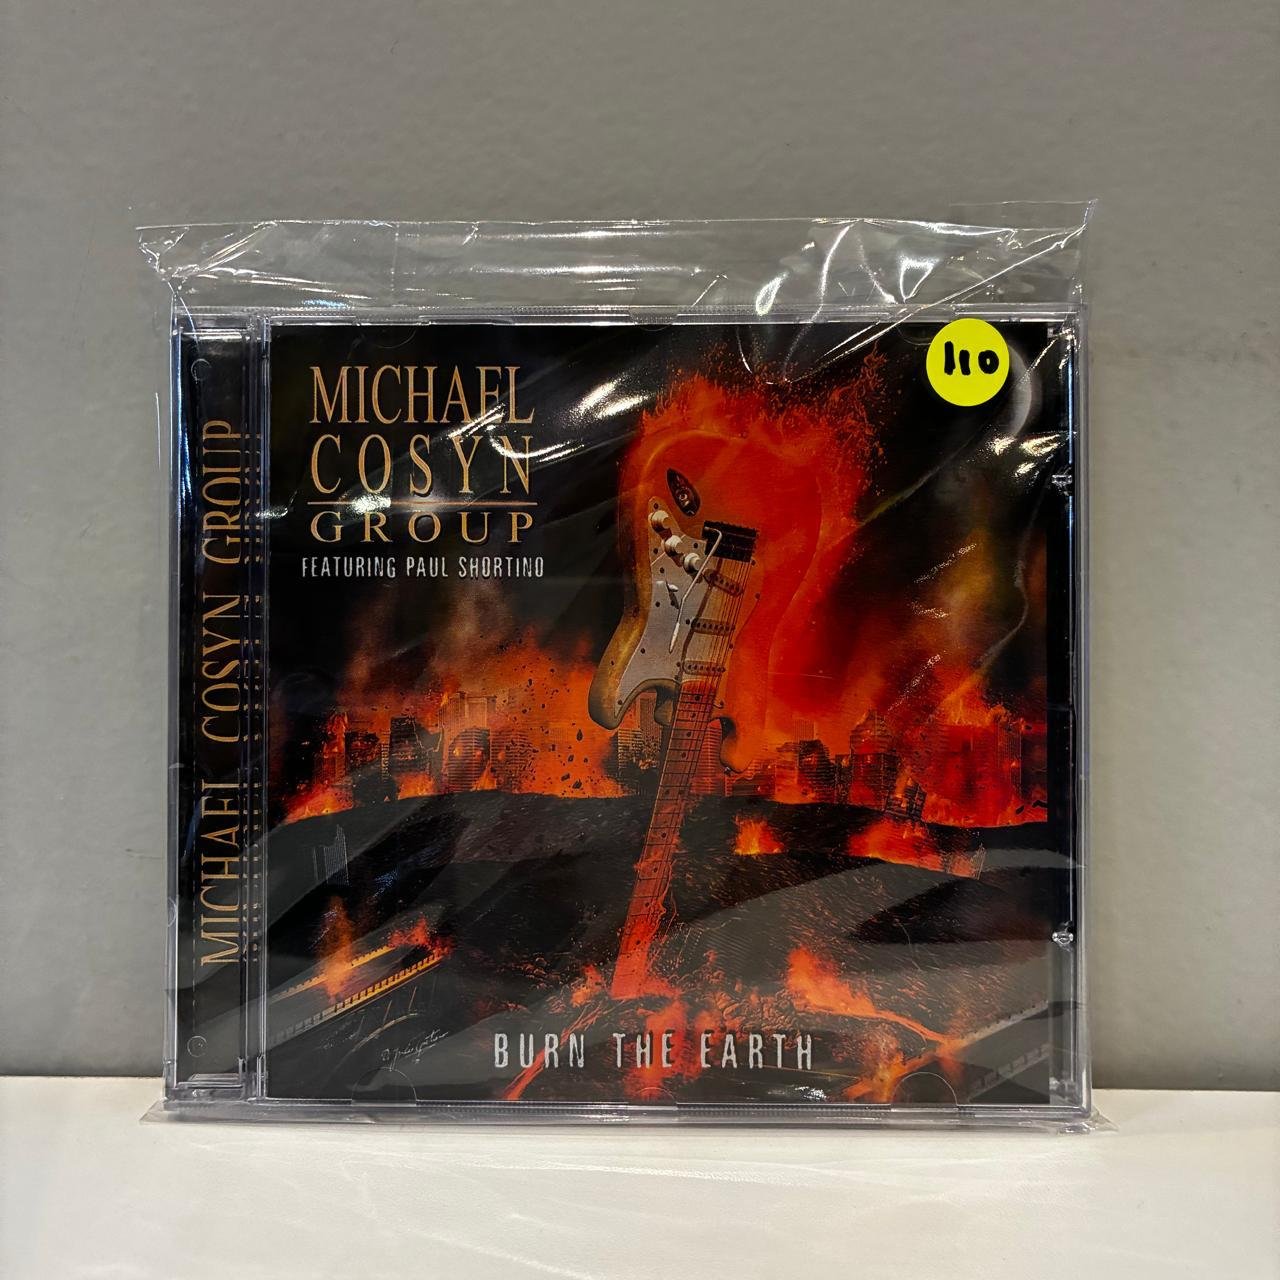 MICHAEL
COSYN
GROUP
FEATURING PAUL SHORTINO
110
MICHAEL COSYN GROUP
BURN THE EARTH